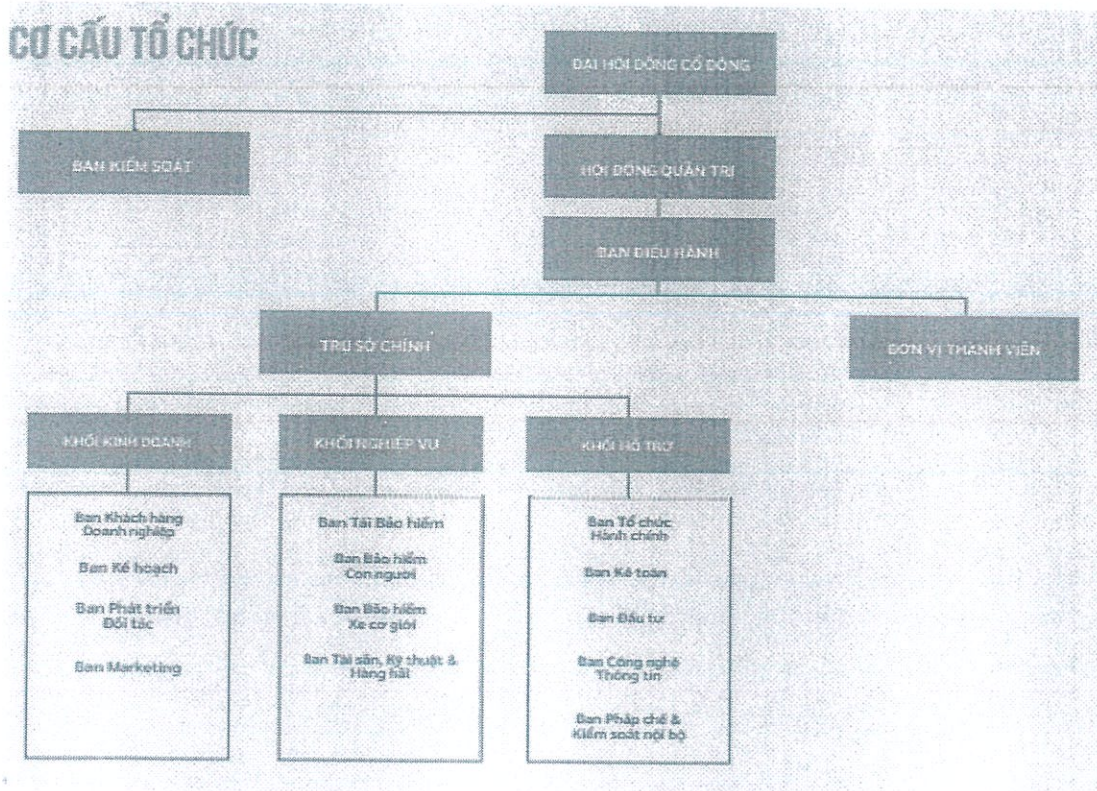 CƠ CẤU TỔ CHỨC
ĐẠI HỘI ĐỒNG CỔ ĐÔNG
BAN KIỂM SOÁT
HỘI ĐỒNG QUẢN TRỊ
BAN ĐIỀU HÀNH
TRỤ SỞ CHÍNH
ĐƠN VỊ THÀNH VIÊN
KHỐI KINH DOANH
KHỐI NGHIỆP VỤ
KHỐI HỖ TRỢ
Ban Khách hàng
Doanh nghiệp
Ban Kế hoạch
Ban Phát triển
Đối tác
Ban Marketing
Ban Tái Bảo hiểm
Ban Bảo hiểm
Con người
Ban Bảo hiểm
Xe cơ giới
Ban Tài sản, Kỹ thuật &
Hàng hải
Ban Tổ chức
Hành chính
Ban Kế toán
Ban Đầu tư
Ban Công nghệ
Thông tin
Ban Pháp chế &
Kiểm soát nội bộ